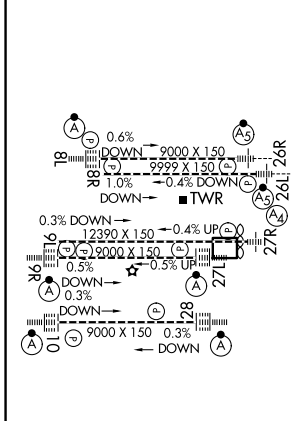 A
P
0.6%
A5
DOWN → 9000 X 150
26R
8L
8R
P
9999 X 150
P
1.0%
←0.4% DOWN
P
26L
DOWN →
TWR
A5
A4
0.3% DOWN →
←0.4% UP
P
12390 X 150
27R
9L
P
9000 X 150
P
9R
0.5%
←0.5% UP
27L
DOWN →
A
A
0.3%
DOWN →
P
28
10
9000 X 150
0.3%
A
P
← DOWN
A